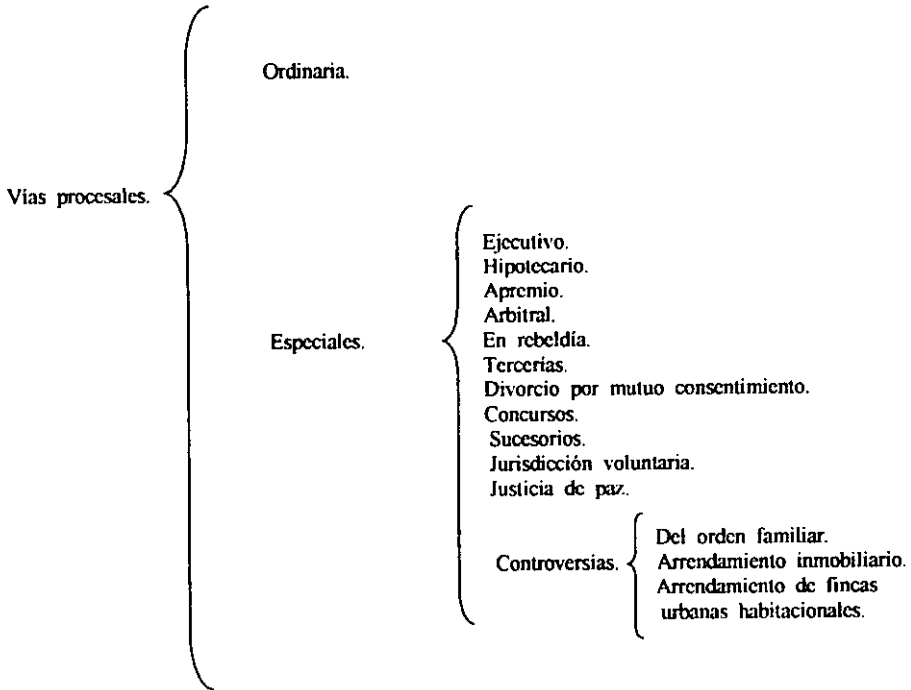 Ordinaria.
Vías procesales.
Especiales.
Ejecutivo.
Hipotecario.
Apremio.
Arbitral.
En rebeldía.
Tercerías.
Divorcio por mutuo consentimiento.
Concursos.
Sucesorios.
Jurisdicción voluntaria.
Justicia de paz.
Controversias.
Del orden familiar.
Arrendamiento inmobiliario.
Arrendamiento de fincas
urbanas habitacionales.